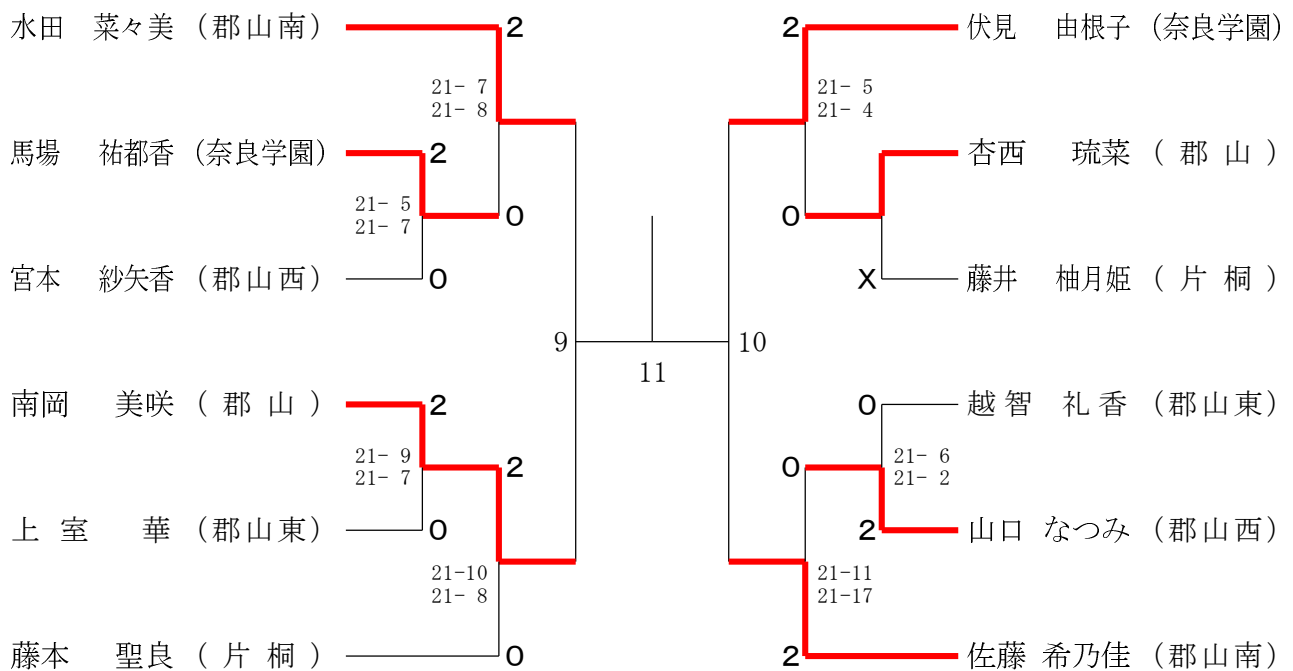 水田 菜々美 (郡山南) 2
21- 7
21- 8
馬場 祐都香 (奈良学園) 2
21- 5
21- 7
0
宮本 紗矢香 (郡山西) 0
9
南岡 美咲 (郡山) 2
21- 9
21- 7
2
上室 華 (郡山東) 0
21-10
21- 8
藤本 聖良 (片桐) 0
11
2 伏見 由根子 (奈良学園)
21- 5
21- 4
杏西 琉菜 (郡山)
0
X 藤井 柚月姫 (片桐)
10
0 越智 礼香 (郡山東)
21- 6
21- 2
0
2 山口 なつみ (郡山西)
21-11
21-17
2 佐藤 希乃佳 (郡山南)